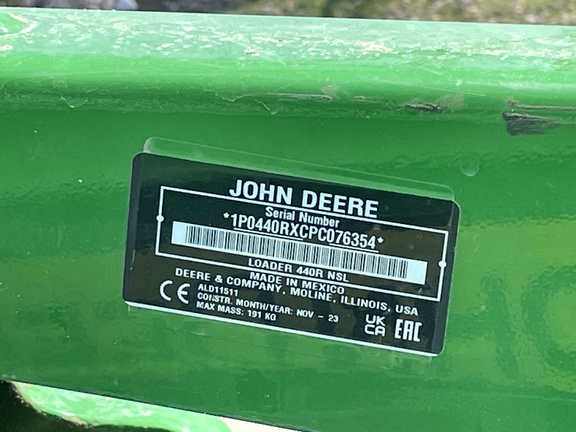 JOHN DEERE
Serial Number
*1P0440RXCPC076354*
LOADER 440R NSL
MADE IN MEXICO
DEERE & COMPANY, MOLINE, ILLINOIS, USA
ALD11511
CONSTR. MONTH/YEAR: NOV - 23
MAX MASS: 191 KG
CE
UK
CA
EAC